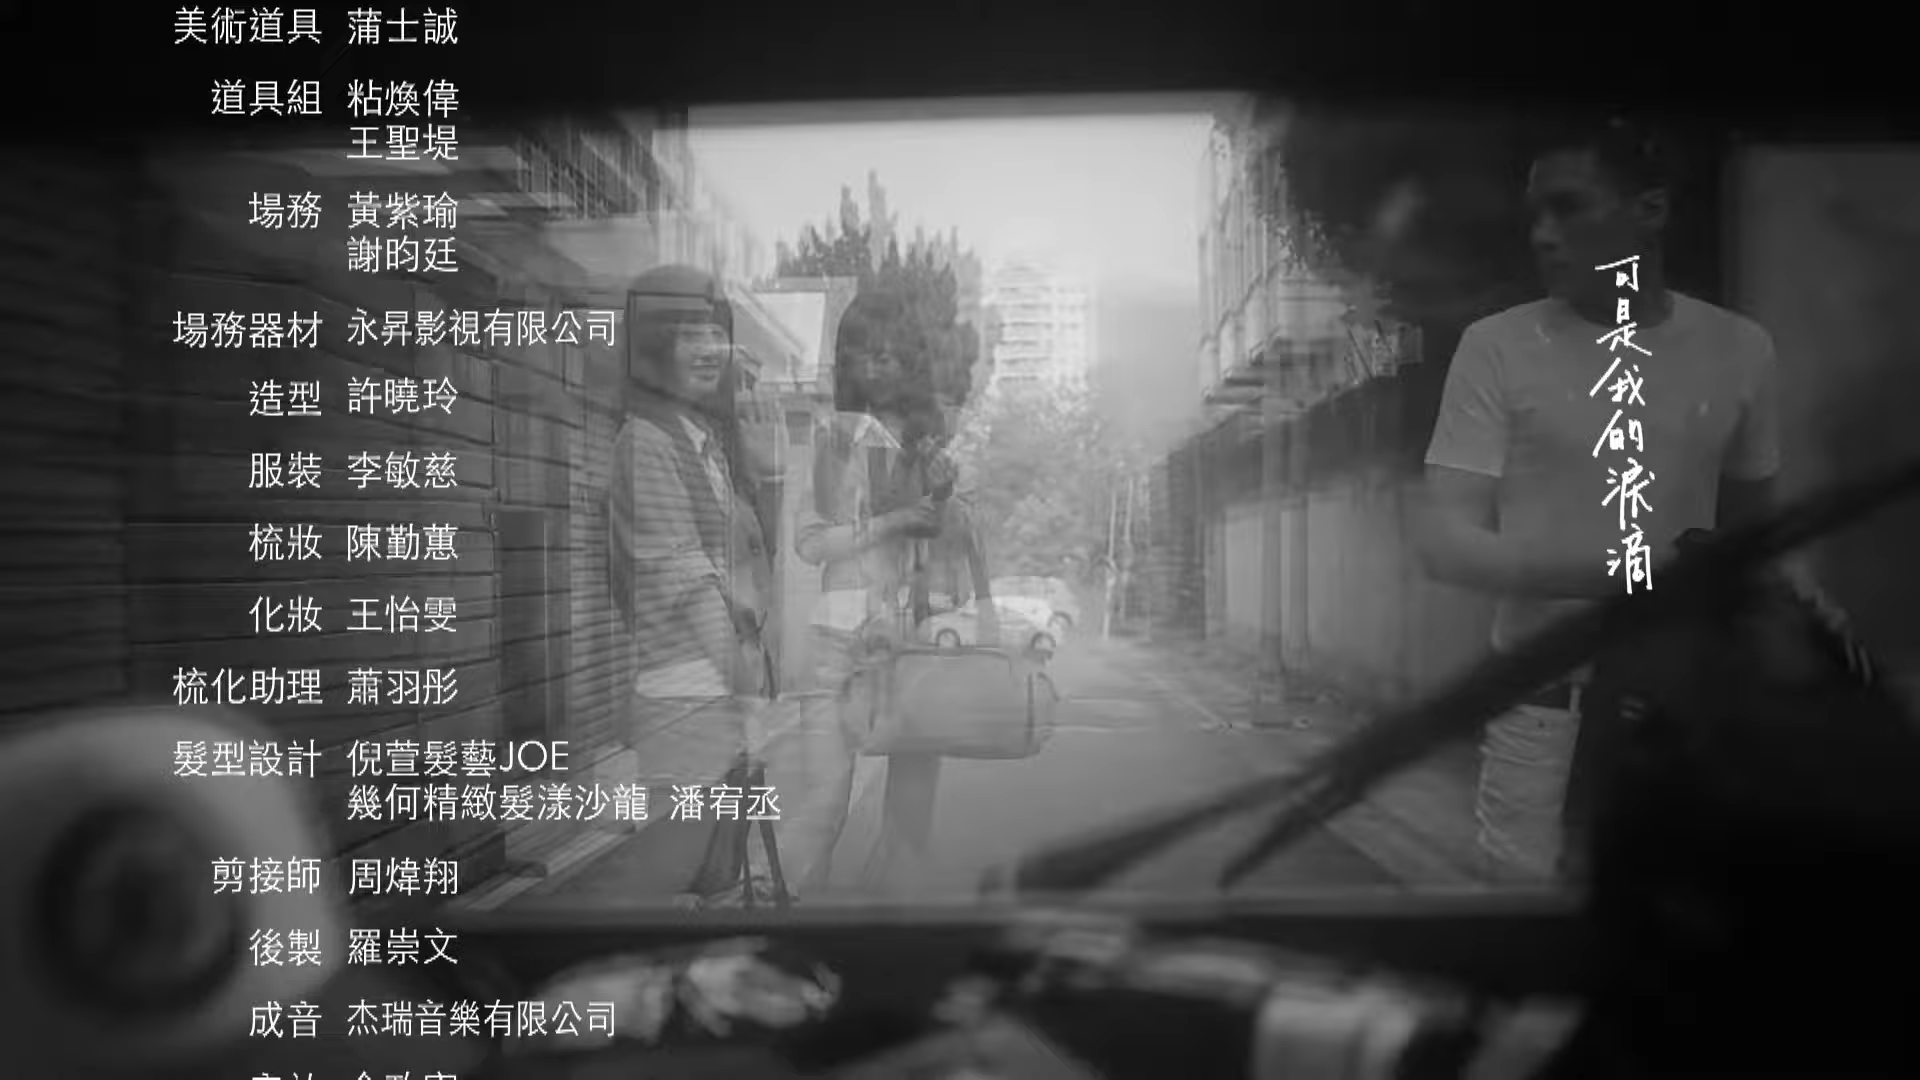 美術道具 蒲士誠
道具組 粘煥偉
王聖堤
場務 黃紫瑜
謝昀廷
場務器材 永昇影視有限公司
造型 許曉玲
服裝 李敏慈
梳妝 陳勤蕙
化妝 王怡雯
梳化助理 蕭羽彤
髮型設計 倪萱髮藝JOE
幾何精緻髮漾沙龍 潘宥丞
剪接師 周煒翔
後製 羅崇文
成音 杰瑞音樂有限公司
可是我的淚滴